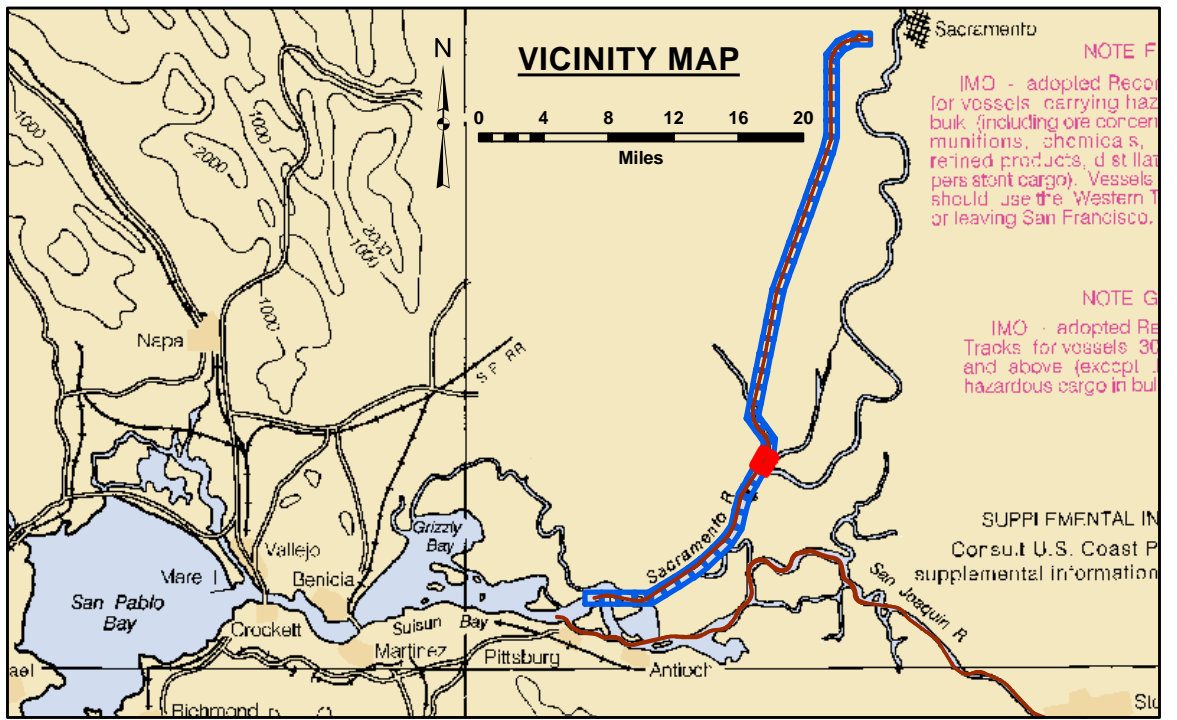 VICINITY MAP
N
0 4 8 12 16 20
Miles
Sacramento
NOTE F
IMO - adopted Recor
for vessels carrying haz
bulk (including ore concen
munitions, chemicals,
refined products, distillat
persistent cargo). Vessels
should use the Western T
or leaving San Francisco.
NOTE G
IMO - adopted Re
Tracks for vessels 30
and above (except
hazardous cargo in bul
1000
2000
1000
1000
2000
1000
1000
Napa
S P RR
Grizzly
Bay
Sacramento R
SUPPLEMENTAL IN
Consult U.S. Coast P
supplemental information
Vallejo
Mare I
Benicia
San Pablo
Bay
Crockett
Suisun Bay
Martinez
Pittsburg
Antioch
San Joaquin R
ael
Richmond
Sto